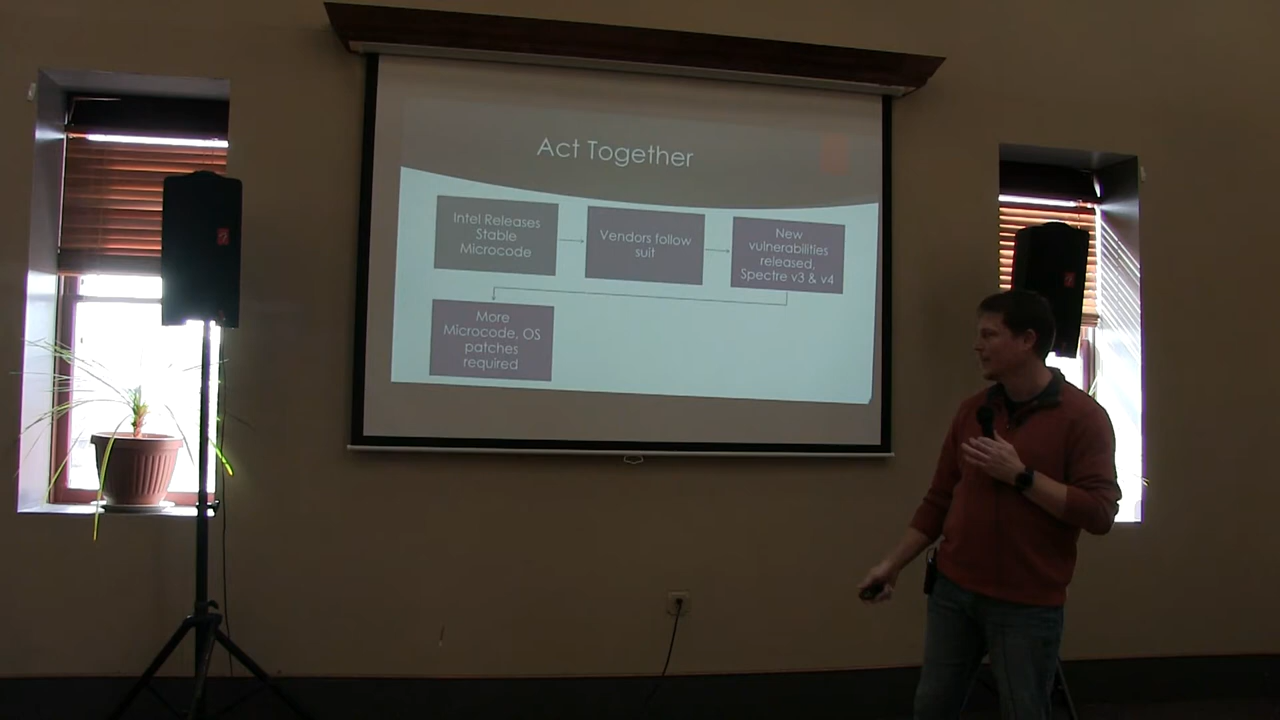 Act Together
Intel Releases
Stable
Microcode
Vendors follow
suit
New
vulnerabilities
released,
Spectre v3 & v4
More
Microcode, OS
patches
required